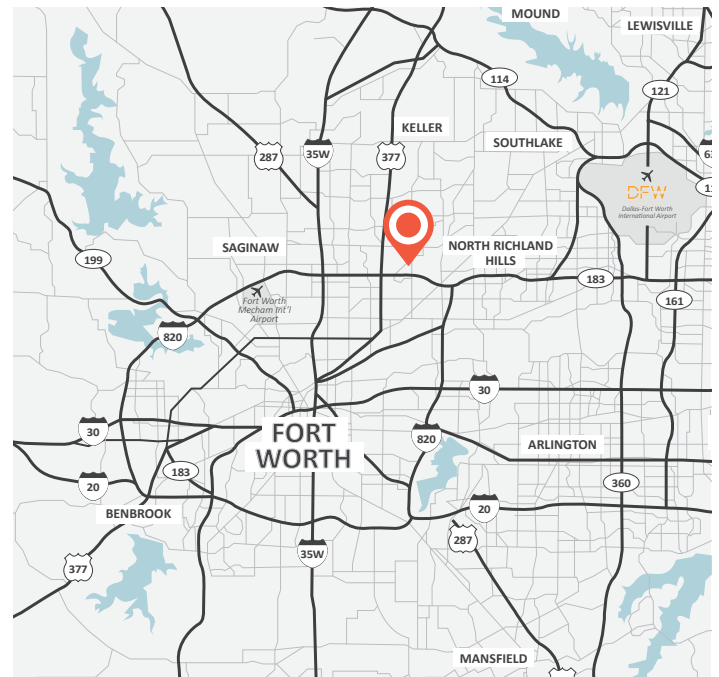 MOUND
LEWISVILLE
114
121
KELLER
287
35W
377
SOUTHLAKE
DFW
Dallas-Fort Worth
International Airport
SAGINAW
NORTH RICHLAND
HILLS
199
183
161
Fort Worth
Mecham Int'l
Airport
820
30
30
FORT
WORTH
820
ARLINGTON
183
20
360
20
BENBROOK
287
35W
377
MANSFIELD